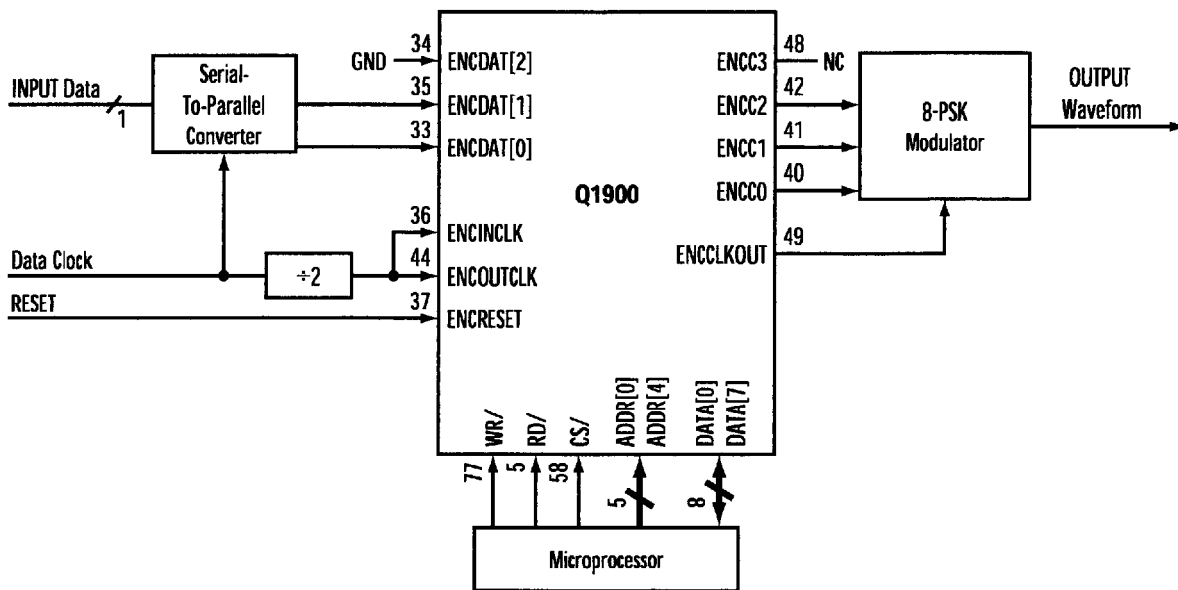 34
48
GND
ENCDAT[2]
ENCC3
NC
Serial-
To-Parallel
Converter
INPUT Data
1
35
ENCDAT[1]
42
ENCC2
OUTPUT
Waveform
8-PSK
Modulator
33
ENCDAT[0]
41
ENCC1
40
ENCC0
Q1900
36
ENCINCLK
49
ENCCLKOUT
Data Clock
÷2
44
ENCOUTCLK
RESET
37
ENCRESET
WR/
RD/
CS/
ADDR[0]
ADDR[4]
DATA[0]
DATA[7]
77
5
58
5
8
Microprocessor